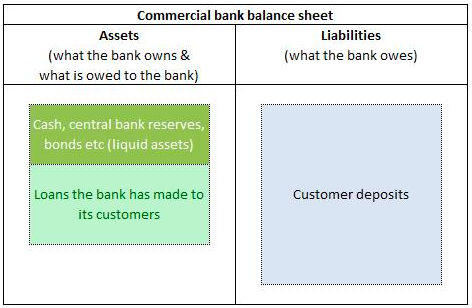 Commercial bank balance sheet
Assets
(what the bank owns &
what is owed to the bank)
Liabilities
(what the bank owes)
Cash, central bank reserves,
bonds etc (liquid assets)
Loans the bank has made to
its customers
Customer deposits